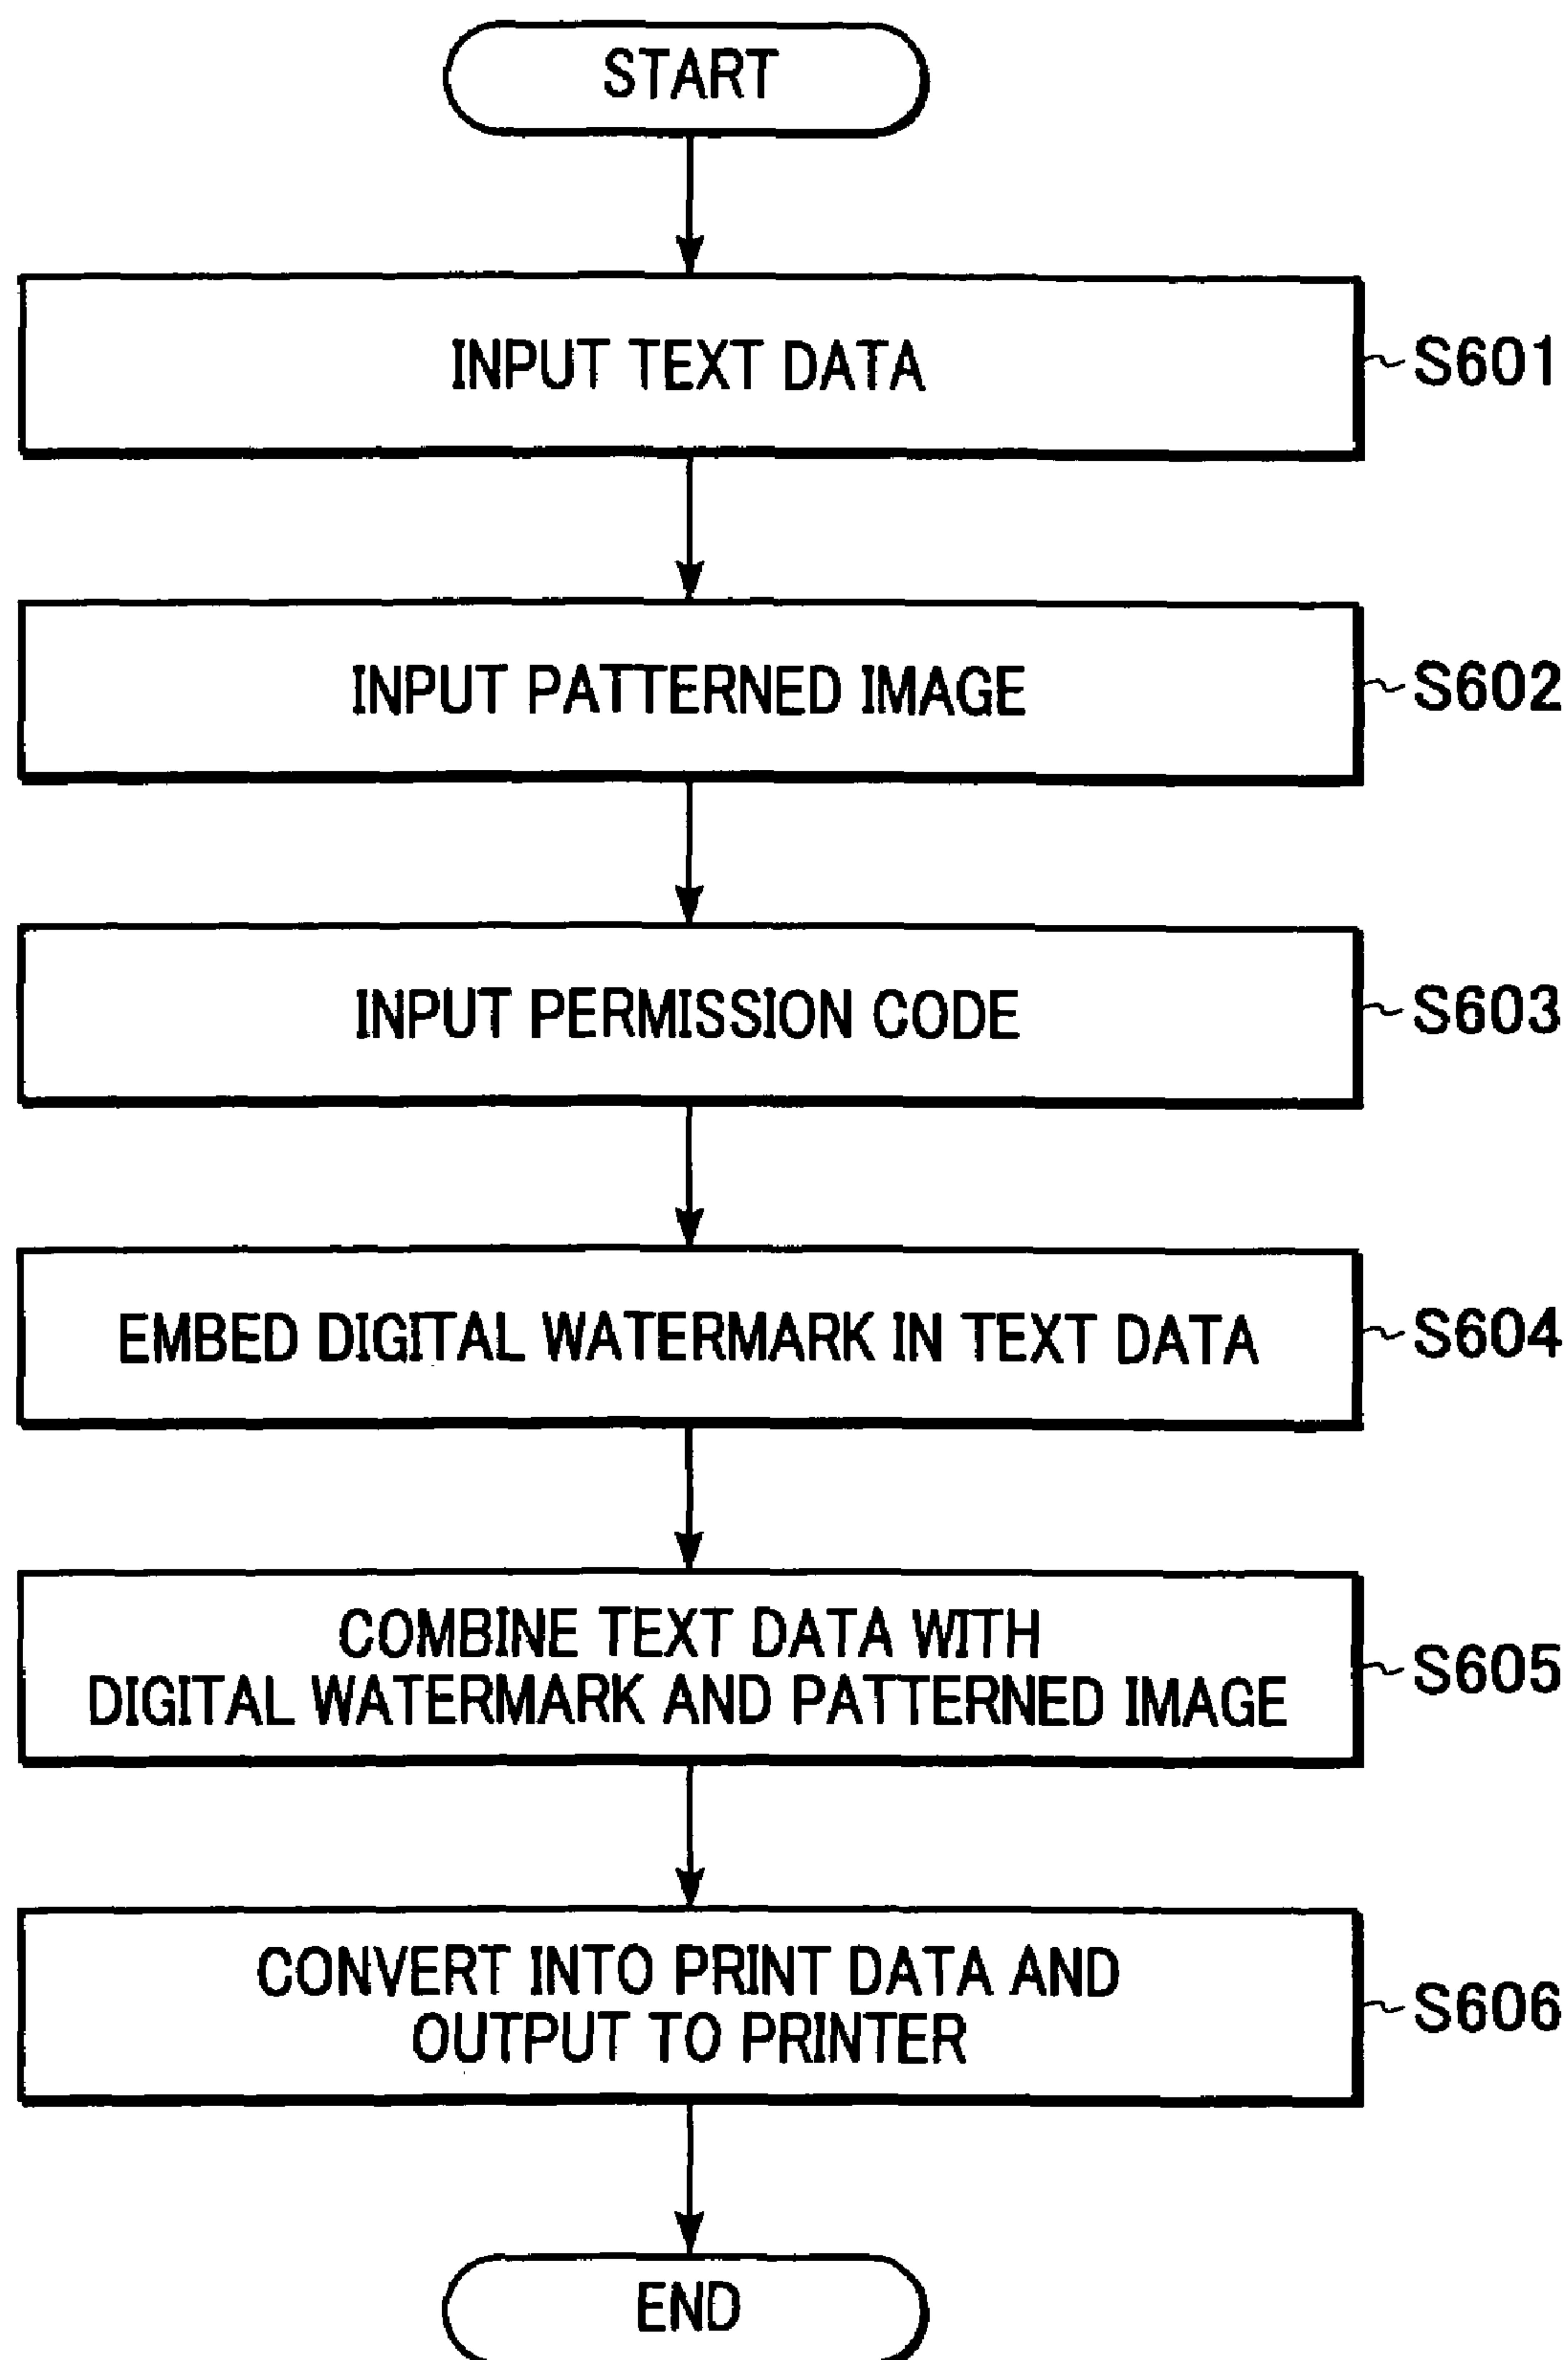 START
INPUT TEXT DATA
S601
INPUT PATTERNED IMAGE
S602
INPUT PERMISSION CODE
S603
EMBED DIGITAL WATERMARK IN TEXT DATA
S604
COMBINE TEXT DATA WITH
DIGITAL WATERMARK AND PATTERNED IMAGE
S605
CONVERT INTO PRINT DATA AND
OUTPUT TO PRINTER
S606
END